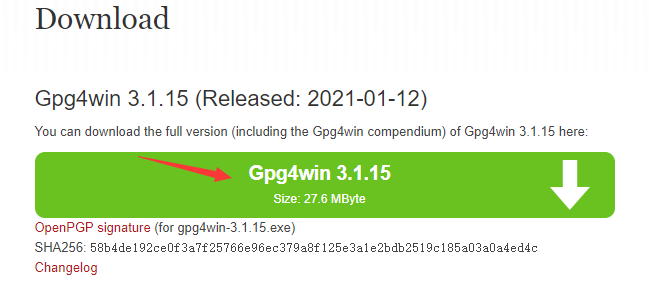 Download
Gpg4win 3.1.15 (Released: 2021-01-12)
You can download the full version (including the Gpg4win compendium) of Gpg4win 3.1.15 here:
Gpg4win 3.1.15
Size: 27.6 MByte
OpenPGP signature (for gpg4win-3.1.15.exe)
SHA256: 58b4de192ce0f3a7f25766e96ec379a8f125e3a1e2bdb2519c185a03a0a4ed4c
Changelog